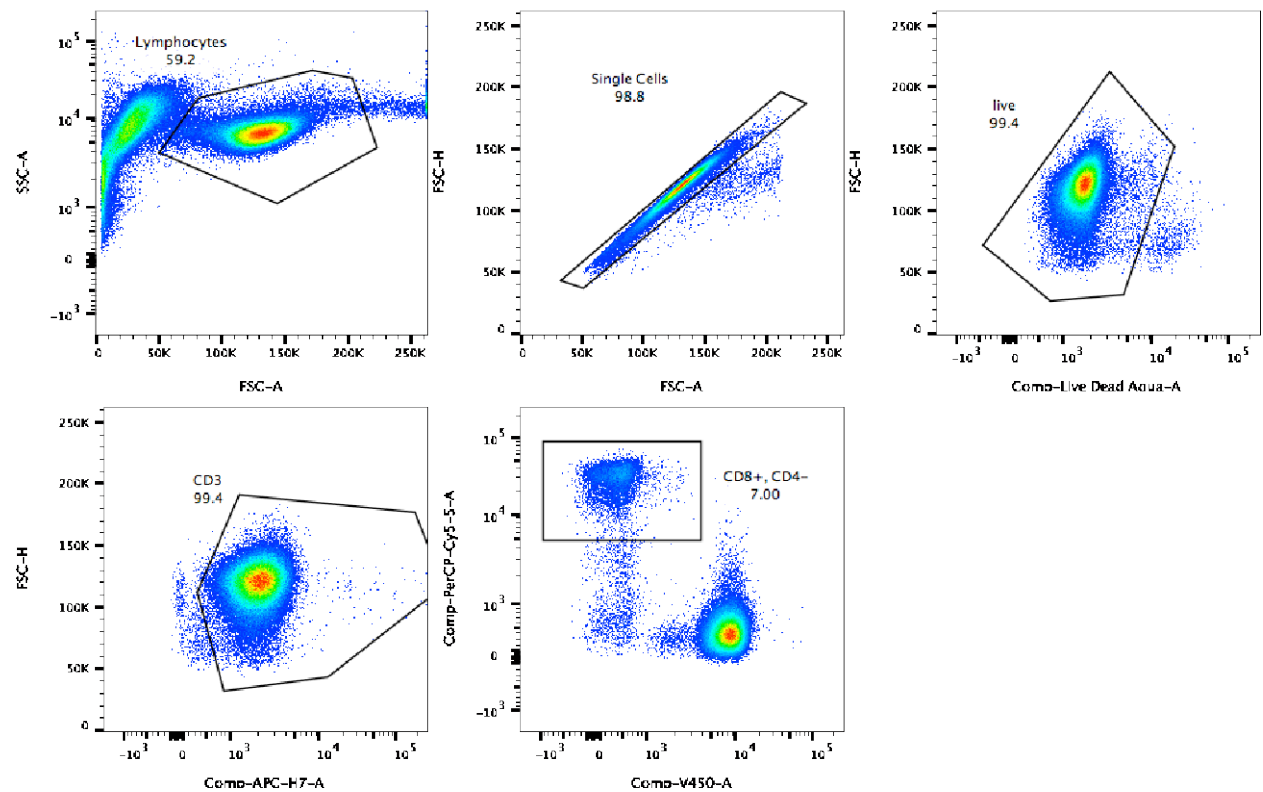 Lymphocytes
59.2
10^5
10^4
10^3
0
-10^3
SSC-A
0 50K 100K 150K 200K 250K
FSC-A
Single Cells
98.8
250K
200K
150K
100K
50K
0
FSC-H
0 50K 100K 150K 200K 250K
FSC-A
live
99.4
250K
200K
150K
100K
50K
0
FSC-H
-10^3 0 10^3 10^4 10^5
Comp-Live Dead Aqua-A
CD3
99.4
250K
200K
150K
100K
50K
0
FSC-H
-10^3 0 10^3 10^4 10^5
Comp-APC-H7-A
CD8+, CD4-
7.00
10^5
10^4
10^3
0
-10^3
Comp-PerCP-Cy5-5-A
-10^3 0 10^3 10^4 10^5
Comp-V450-A